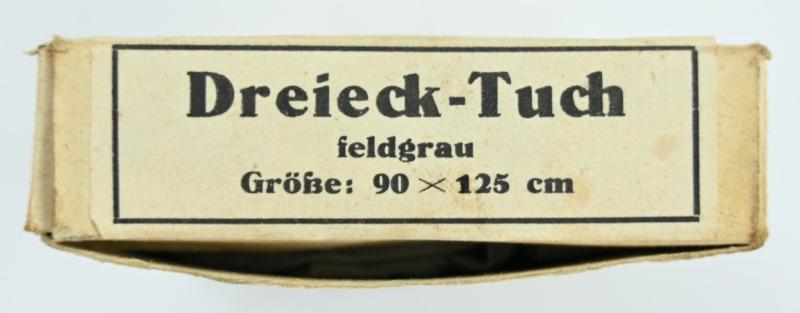 Dreieck-Tuch
feldgrau
Größe: 90 × 125 cm